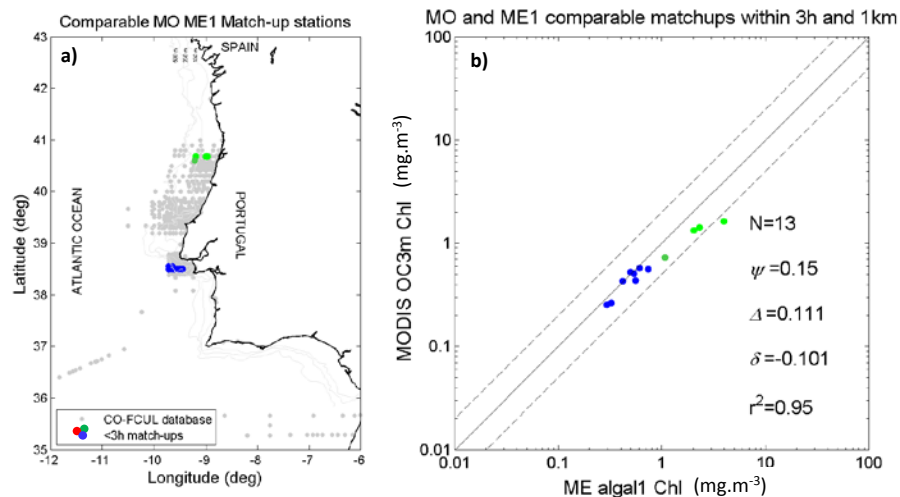 Comparable MO ME1 Match-up stations
a)
SPAIN
ATLANTIC OCEAN
PORTUGAL
43
42
41
40
39
38
37
36
35
Latitude (deg)
-12 -11 -10 -9 -8 -7 -6
Longitude (deg)
CO-FCUL database
<3h match-ups
MO and ME1 comparable matchups within 3h and 1km
b)
100
10
1
0.1
0.01
MODIS OC3m Chl (mg.m-3)
N=13
ψ=0.15
Δ=0.111
δ=-0.101
r2=0.95
0.01 0.1 1 10 100
ME algal1 Chl (mg.m-3)